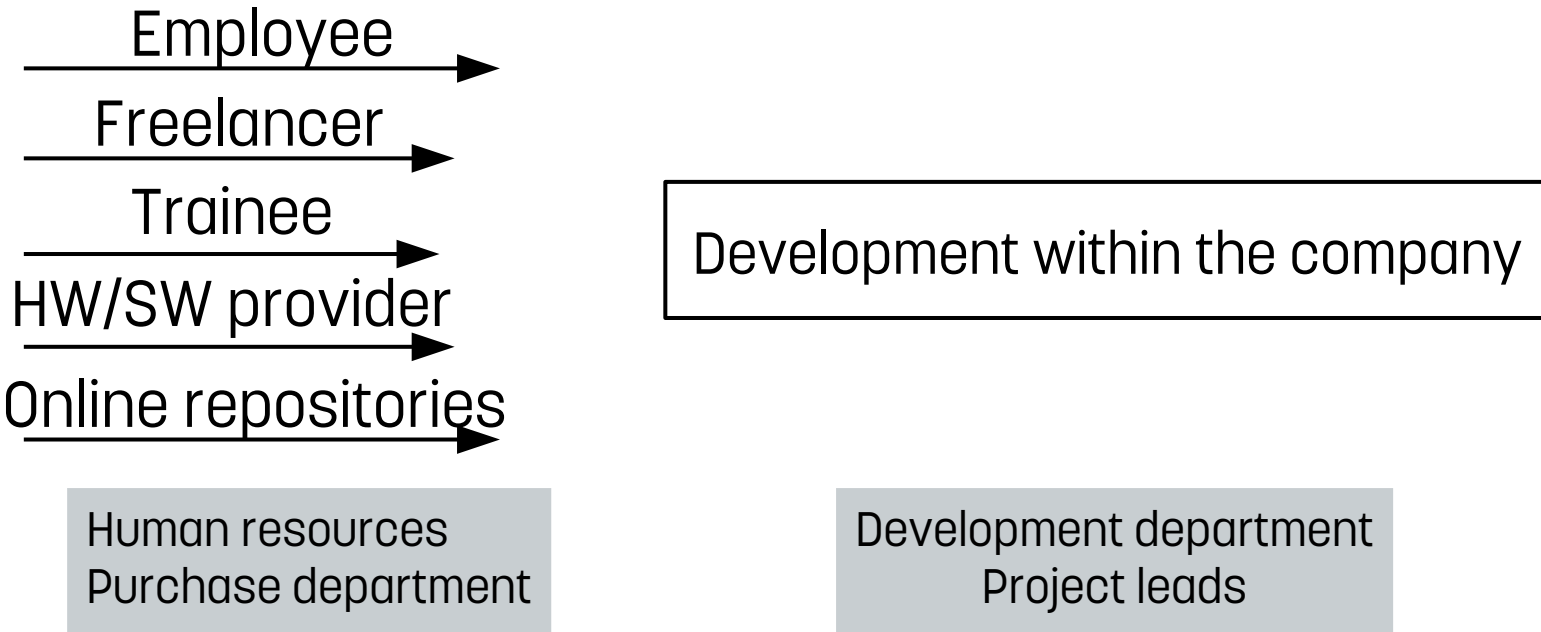 Employee
Freelancer
Trainee
HW/SW provider
Online repositories
Development within the company
Human resources
Purchase department
Development department
Project leads